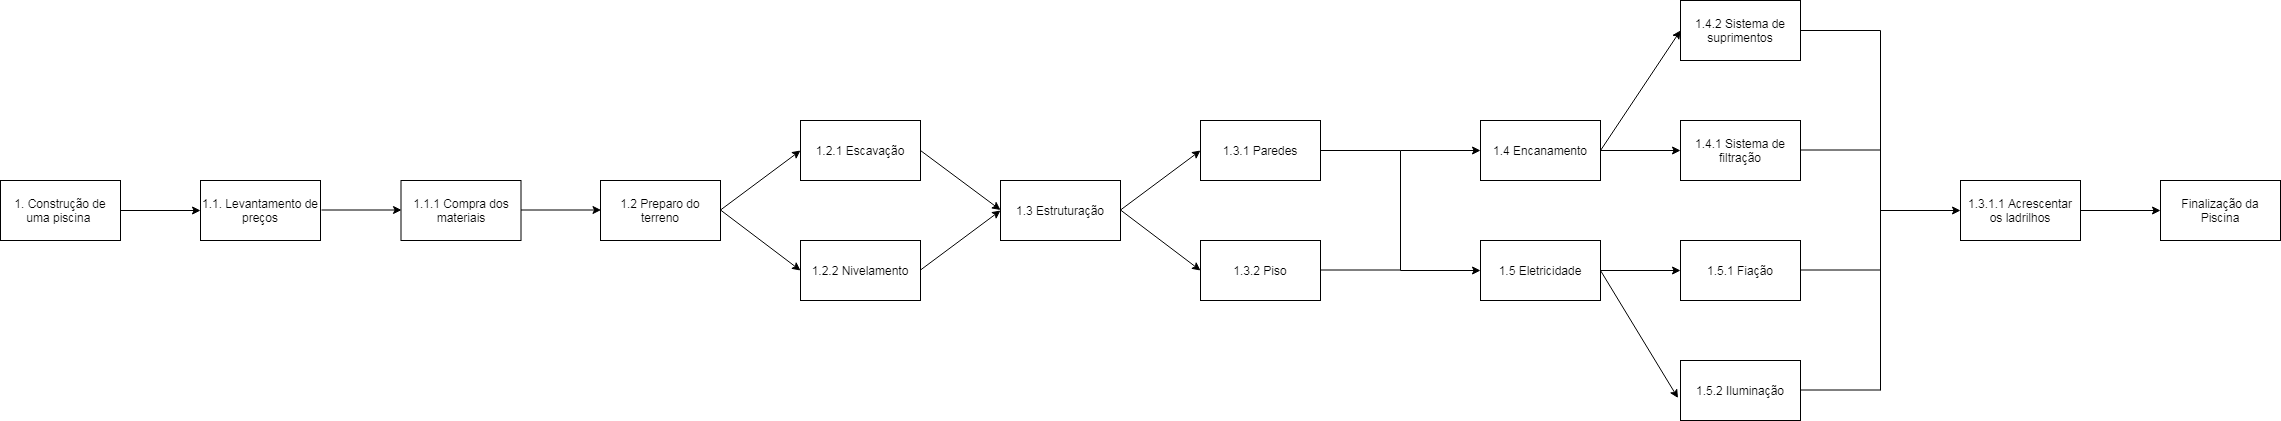 1. Construção de
uma piscina
1.1. Levantamento de
preços
1.1.1 Compra dos
materiais
1.2 Preparo do
terreno
1.2.1 Escavação
1.2.2 Nivelamento
1.3 Estruturação
1.3.1 Paredes
1.3.2 Piso
1.4 Encanamento
1.5 Eletricidade
1.4.2 Sistema de
suprimentos
1.4.1 Sistema de
filtração
1.5.1 Fiação
1.5.2 Iluminação
1.3.1.1 Acrescentar
os ladrilhos
Finalização da
Piscina